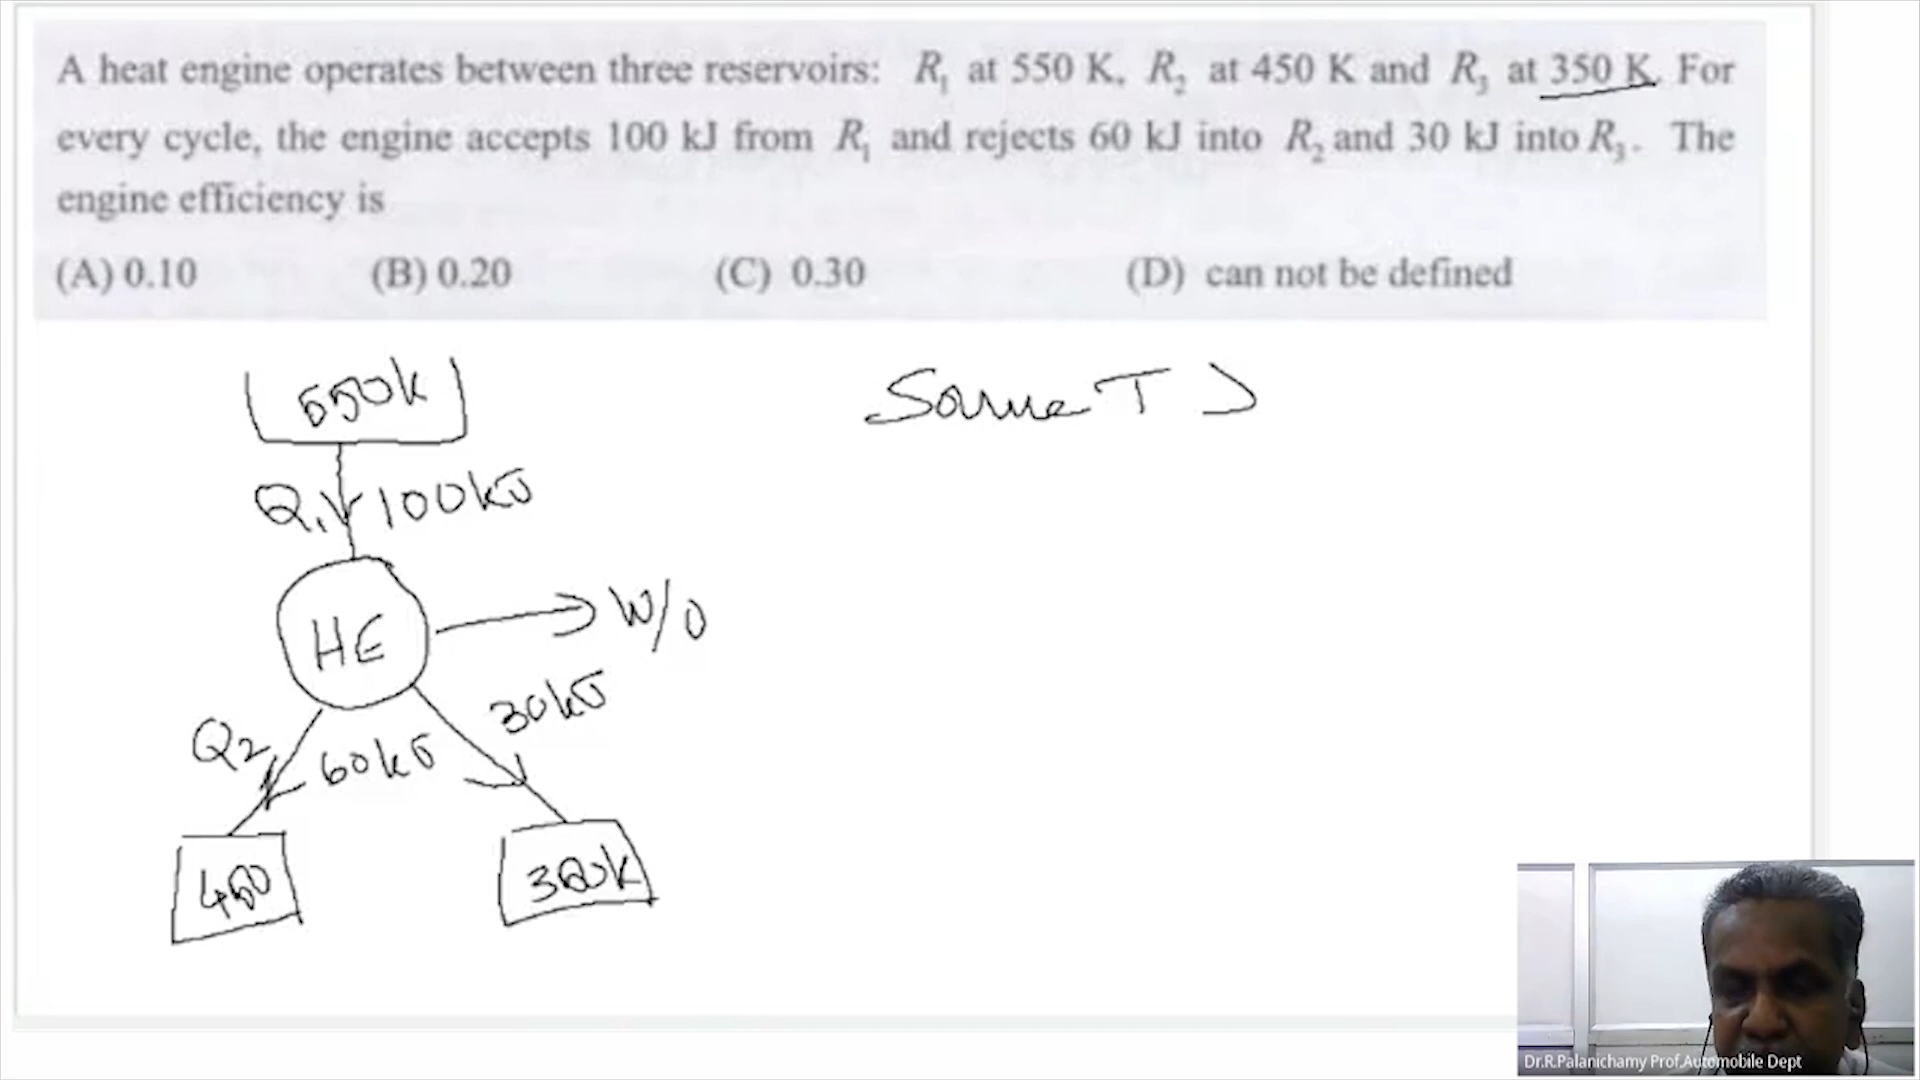 A heat engine operates between three reservoirs: R₁ at 550 K, R₂ at 450 K and R₃ at 350 K. For
every cycle, the engine accepts 100 kJ from R₁ and rejects 60 kJ into R₂ and 30 kJ into R₃. The
engine efficiency is
(A) 0.10 (B) 0.20 (C) 0.30 (D) can not be defined
550K
Source T
Q₁ 100kJ
HE
W/D
30kJ
Q2 60kJ
450 350K
Dr.R.Palanichamy Prof.Automobile Dept